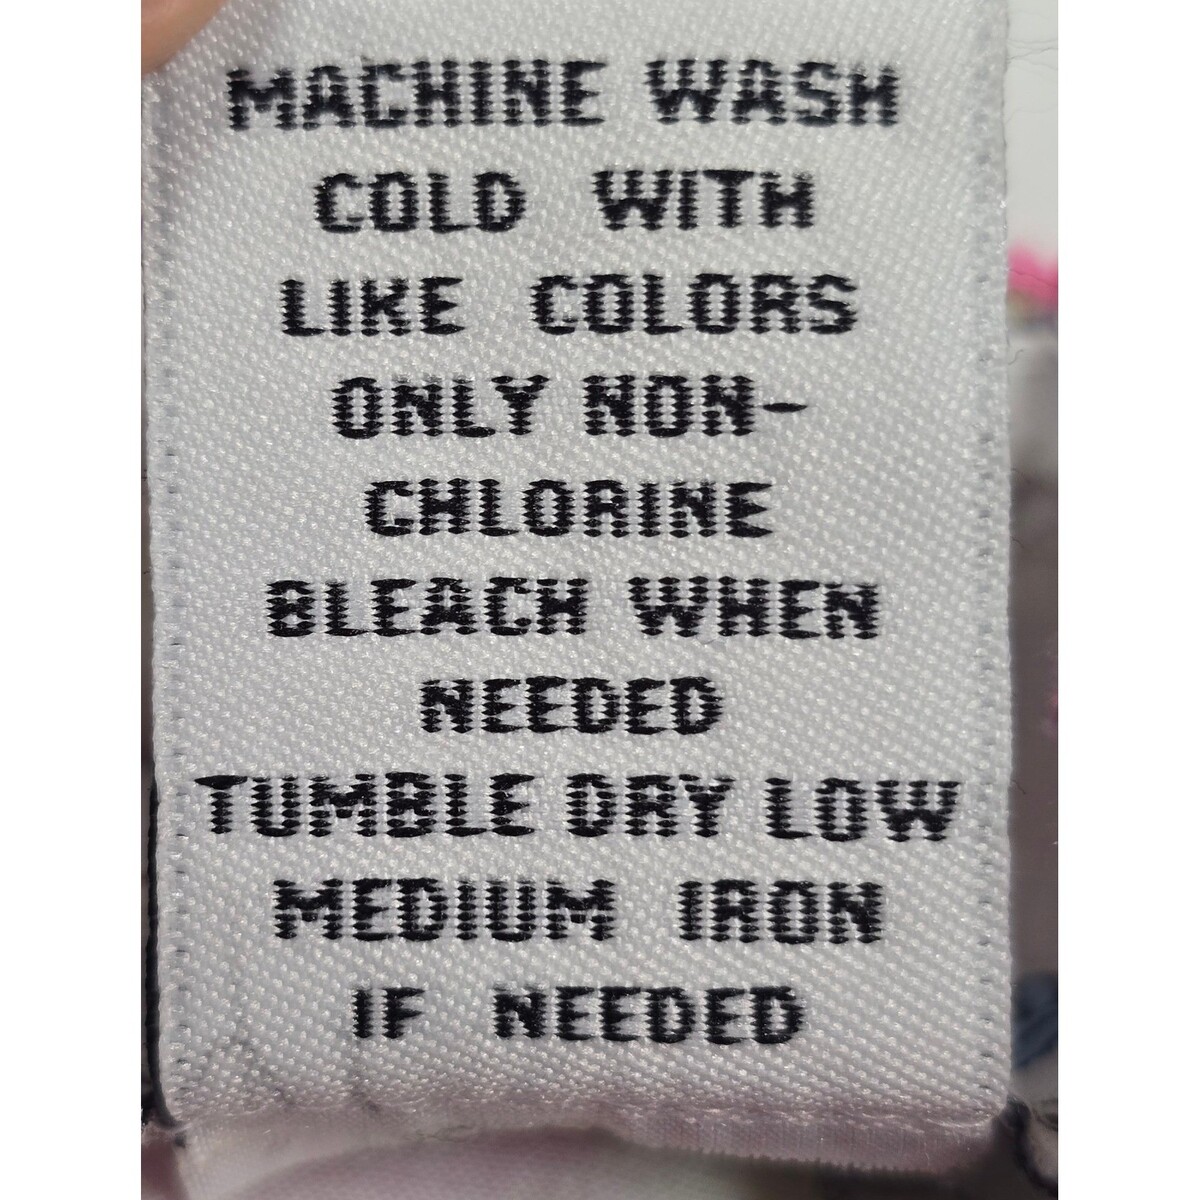 MACHINE WASH
COLD WITH
LIKE COLORS
ONLY NON-
CHLORINE
BLEACH WHEN
NEEDED
TUMBLE DRY LOW
MEDIUM IRON
IF NEEDED